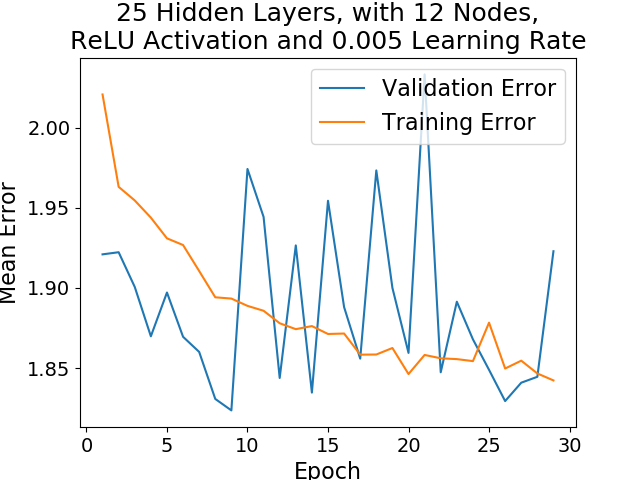 25 Hidden Layers, with 12 Nodes,
ReLU Activation and 0.005 Learning Rate
Validation Error
Training Error
2.00
1.95
1.90
1.85
Mean Error
0 5 10 15 20 25 30
Epoch